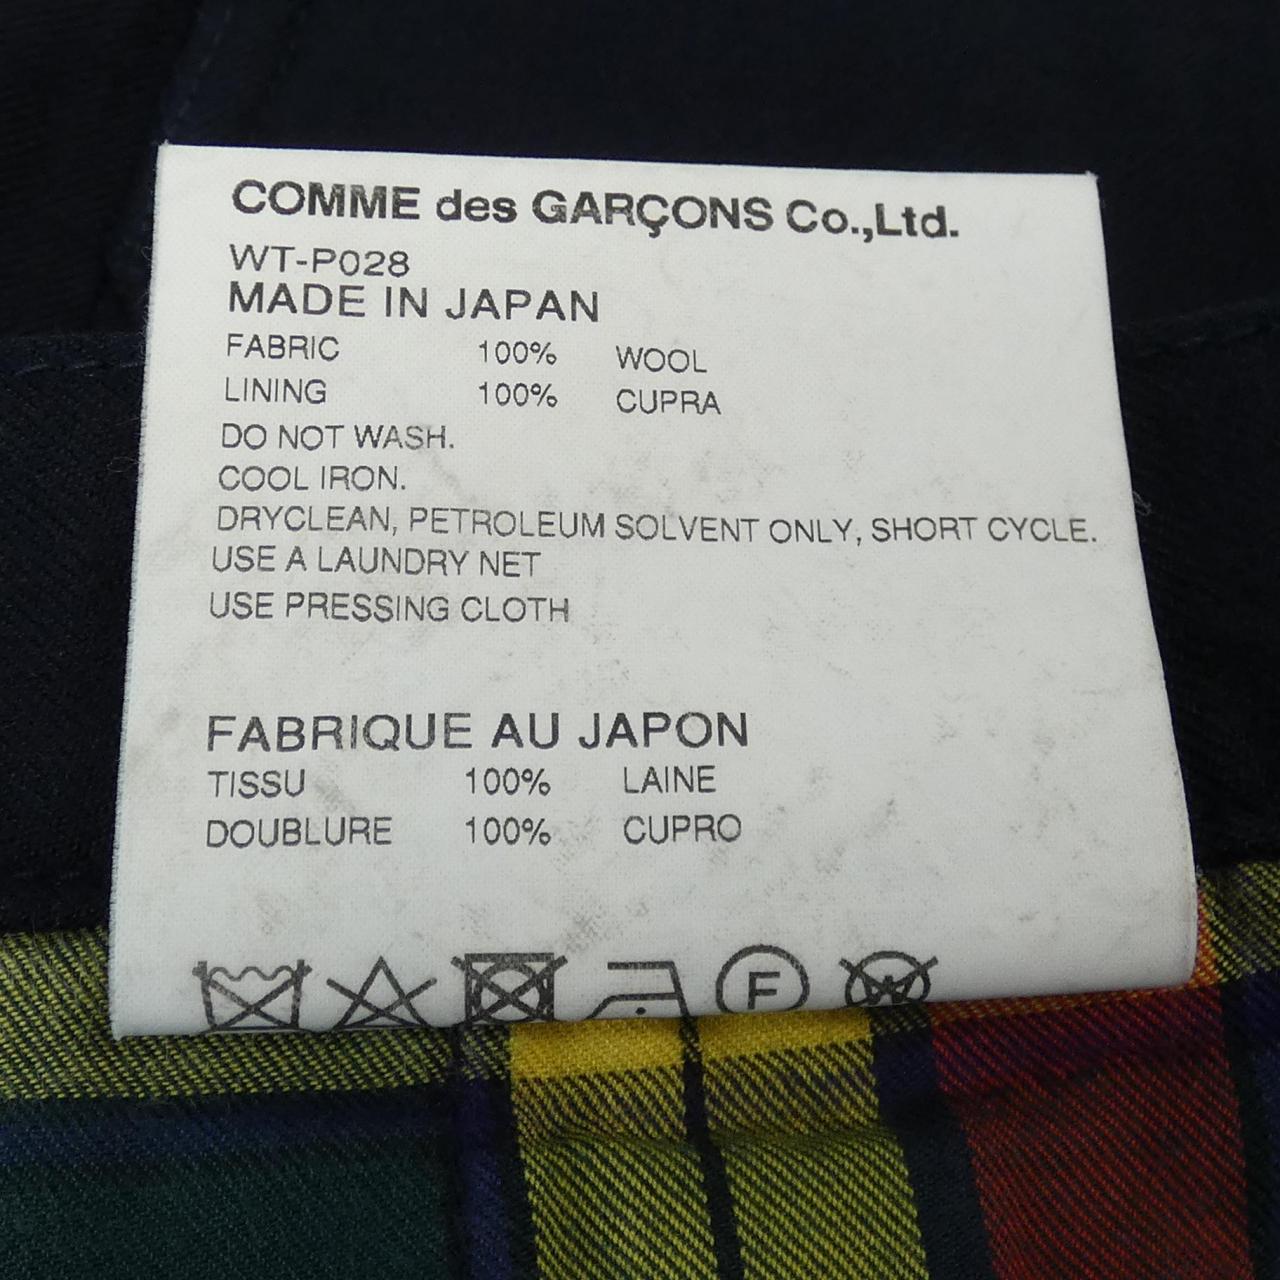 COMME des GARÇONS Co.,Ltd.
WT-P028
MADE IN JAPAN
FABRIC 100% WOOL
LINING 100% CUPRA
DO NOT WASH.
COOL IRON.
DRYCLEAN, PETROLEUM SOLVENT ONLY, SHORT CYCLE.
USE A LAUNDRY NET
USE PRESSING CLOTH
FABRIQUE AU JAPON
TISSU 100% LAINE
DOUBLURE 100% CUPRO
F W